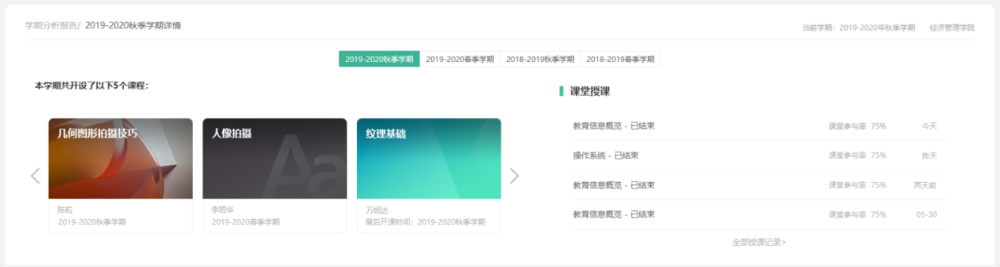 学期分析报告/ 2019-2020秋季学期详情
当前学期：2019-2020年秋季学期 经济管理学院
2019-2020秋季学期 2019-2020春季学期 2018-2019秋季学期 2018-2019春季学期
本学期共开设了以下5个课程：
几何图形拍摄技巧
陈粒
2019-2020秋季学期
人像拍摄
Aa
李丽华
2019-2020春季学期
纹理基础
万妮达
最后开课时间：2019-2020秋季学期
课堂授课
教育信息概览 - 已结束 课堂参与率 75% 今天
操作系统 - 已结束 课堂参与率 75% 昨天
教育信息概览 - 已结束 课堂参与率 75% 两天前
教育信息概览 - 已结束 课堂参与率 75% 05-30
全部授课记录>